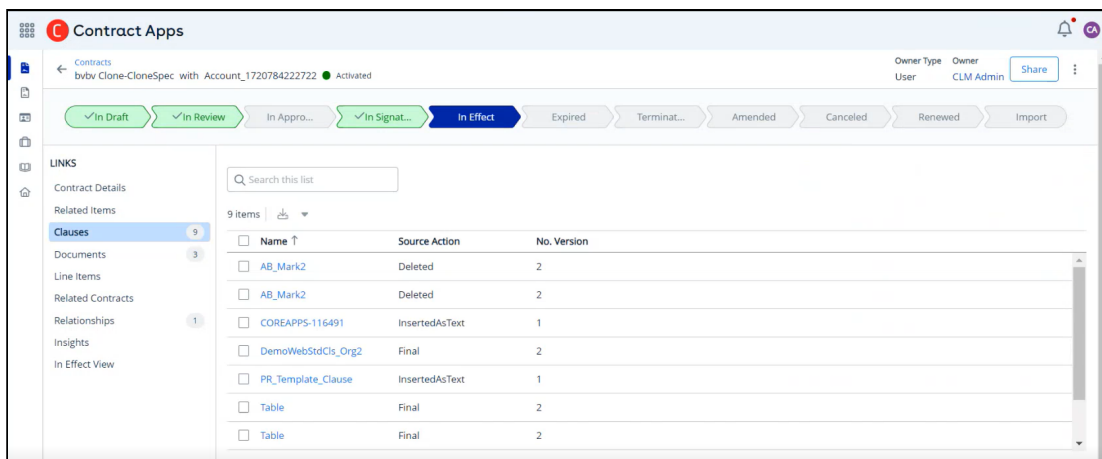 Contract Apps
CA
Contracts
bvbv Clone-CloneSpec with Account_1720784222722 Activated
Owner Type Owner
User CLM Admin
Share
In Draft In Review In Appro... In Signat... In Effect Expired Terminat... Amended Canceled Renewed Import
LINKS
Contract Details
Related Items
Clauses 9
Documents 3
Line Items
Related Contracts
Relationships 1
Insights
In Effect View
Search this list
9 items
Name ↑ Source Action No. Version
AB_Mark2 Deleted 2
AB_Mark2 Deleted 2
COREAPPS-116491 InsertedAsText 1
DemoWebStdCls_Org2 Final 2
PR_Template_Clause InsertedAsText 1
Table Final 2
Table Final 2